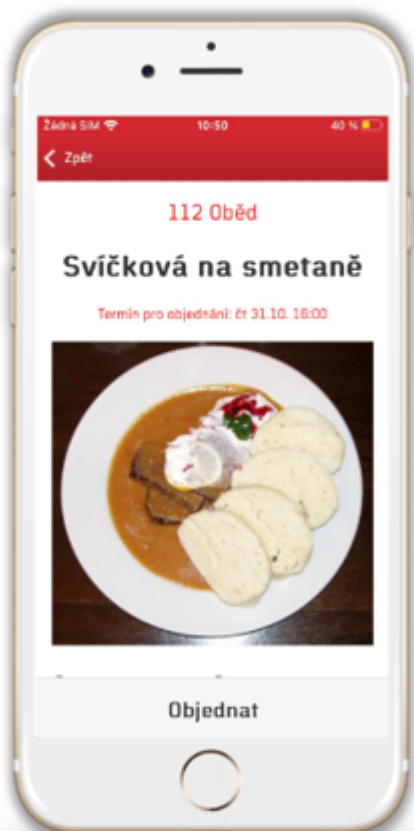 Žádná SIM 10:50 40 %
Zpět
112 Oběd
Svíčková na smetaně
Termín pro objednání: čt 31.10. 16:00
Objednat